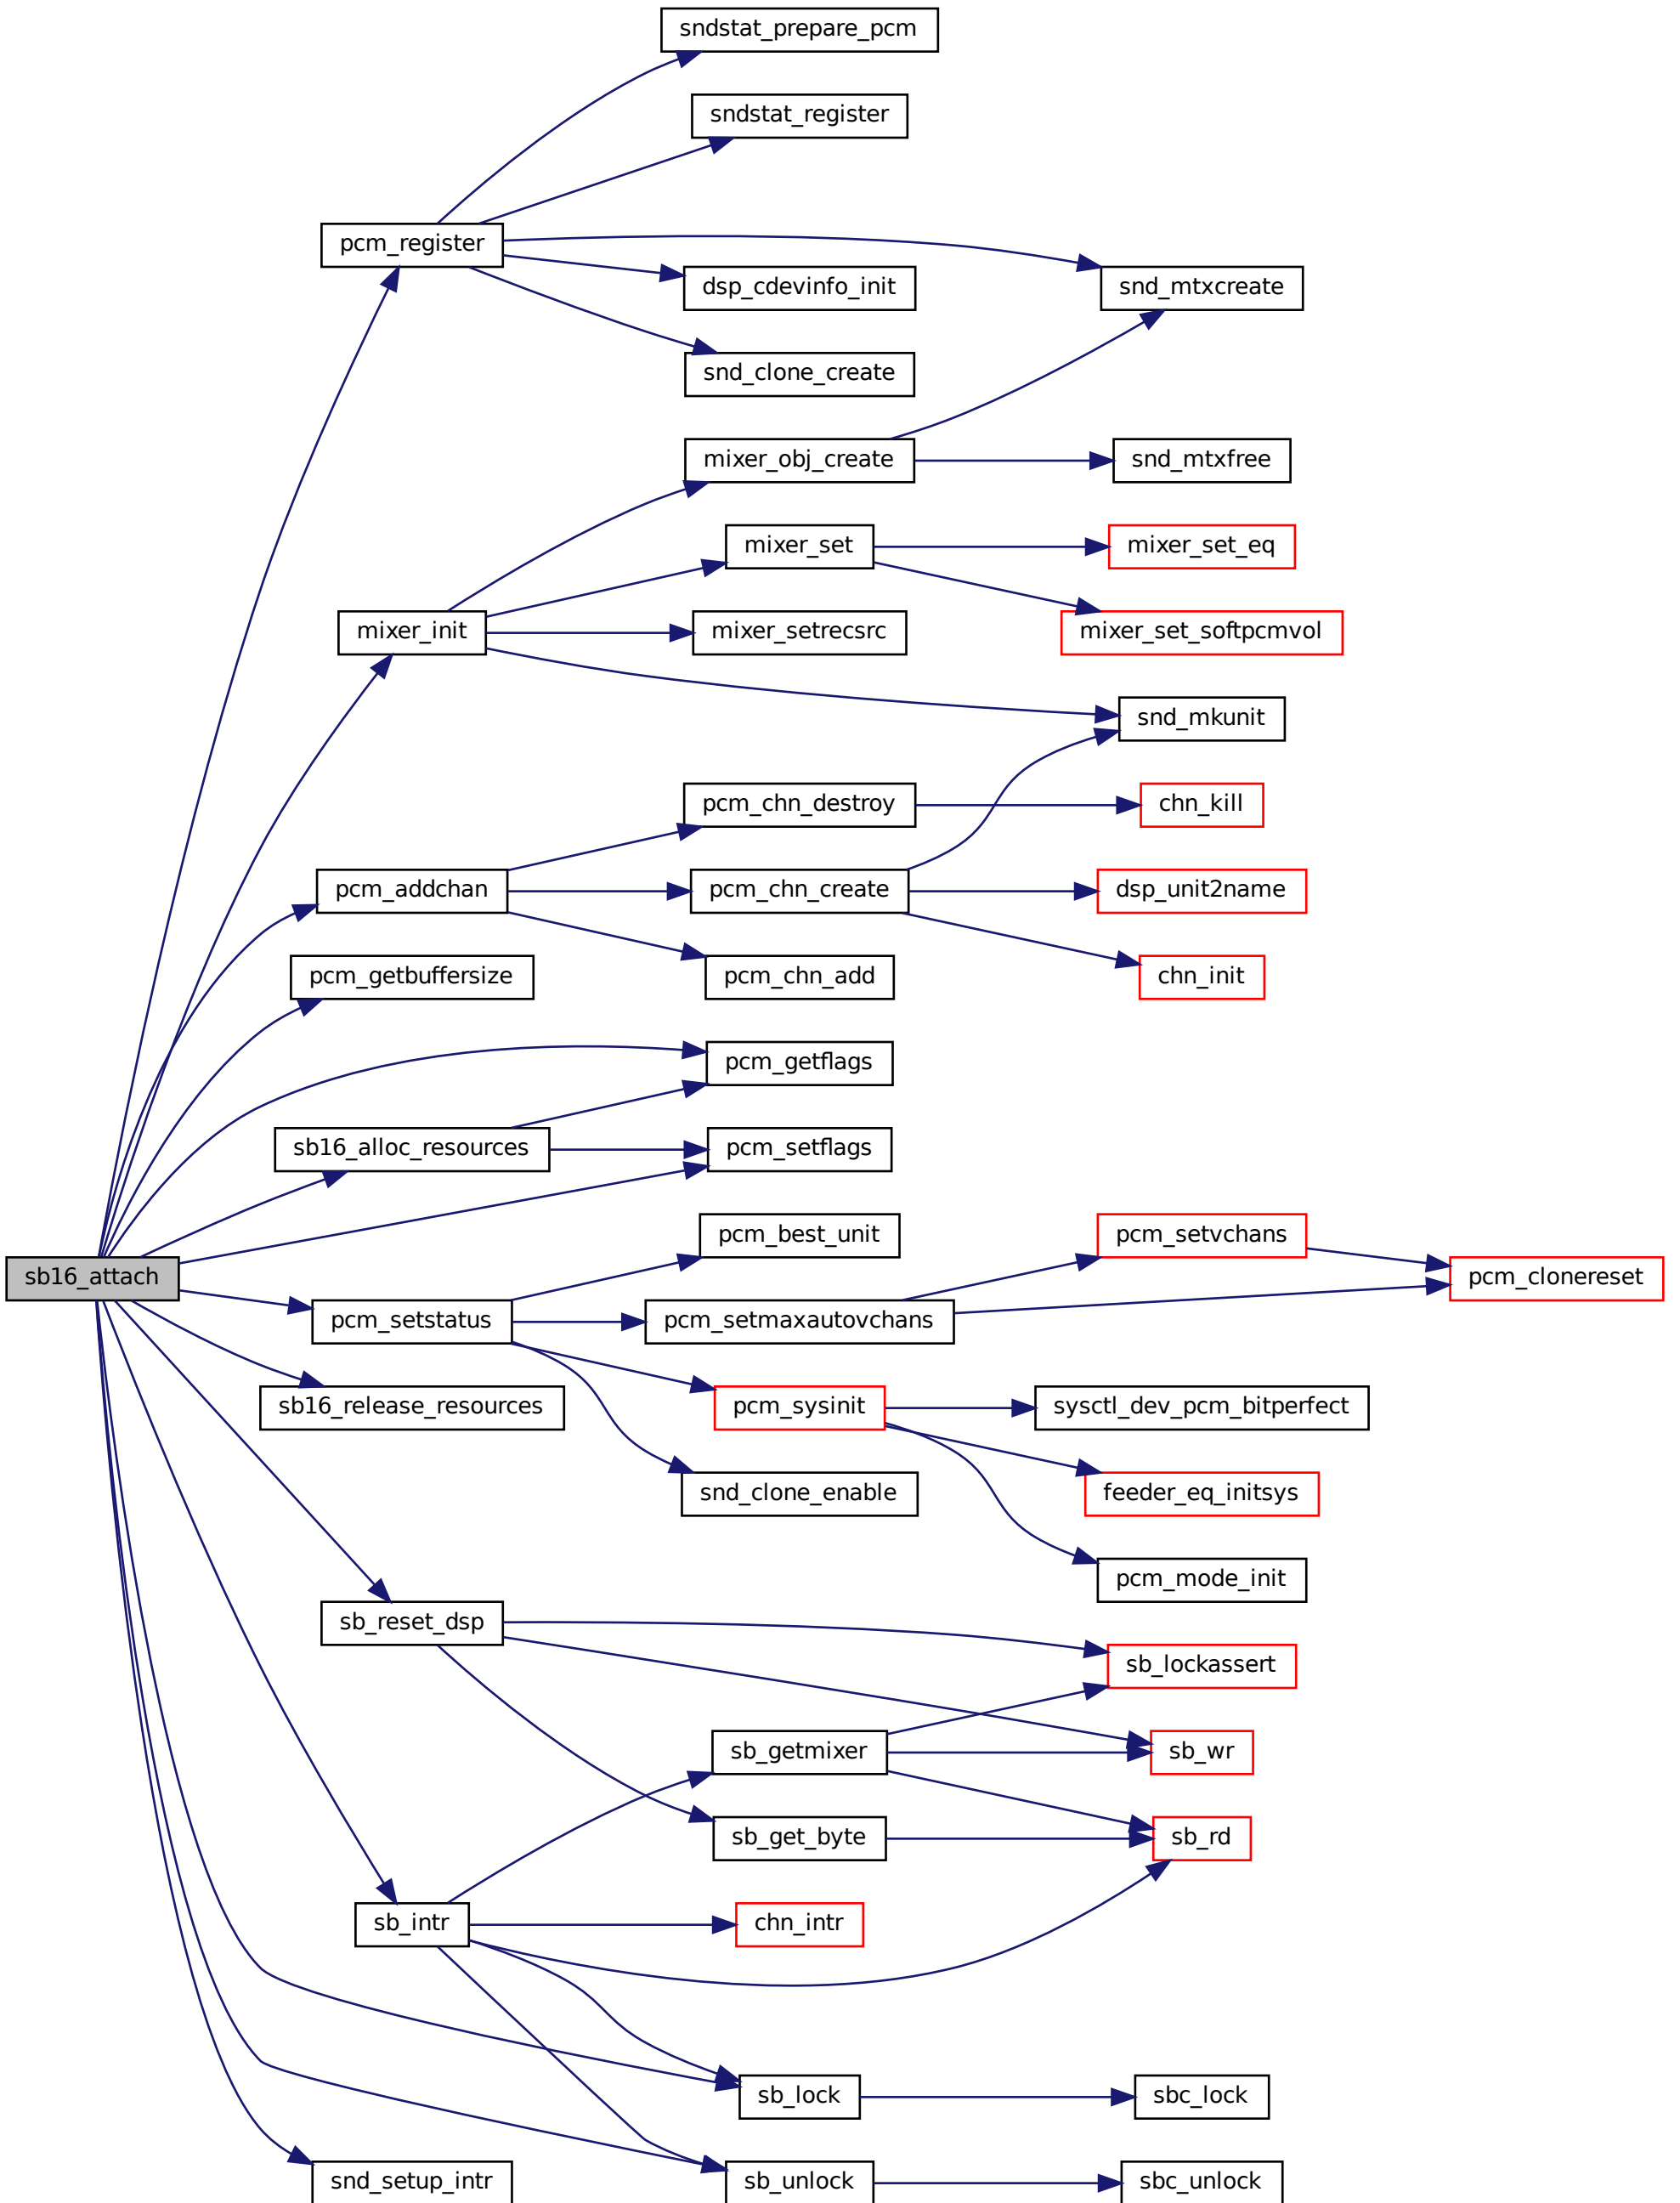 sndstat_prepare_pcm
sndstat_register
pcm_register
snd_mtxcreate
dsp_cdevinfo_init
snd_clone_create
mixer_obj_create
snd_mtxfree
mixer_set
mixer_set_eq
mixer_init
mixer_setrecsrc
mixer_set_softpcmvol
snd_mkunit
pcm_chn_destroy
chn_kill
pcm_addchan
pcm_chn_create
dsp_unit2name
pcm_getbuffersize
pcm_chn_add
chn_init
pcm_getflags
sb16_alloc_resources
pcm_setflags
pcm_best_unit
pcm_setvchans
sb16_attach
pcm_clonereset
pcm_setstatus
pcm_setmaxautovchans
sb16_release_resources
pcm_sysinit
sysctl_dev_pcm_bitperfect
snd_clone_enable
feeder_eq_initsys
pcm_mode_init
sb_reset_dsp
sb_lockassert
sb_getmixer
sb_wr
sb_get_byte
sb_rd
sb_intr
chn_intr
sb_lock
sbc_lock
snd_setup_intr
sb_unlock
sbc_unlock